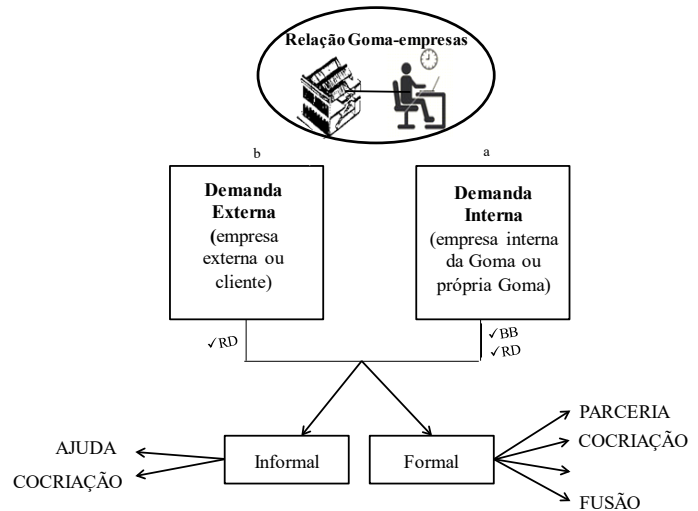 Relação Goma-empresas
b
a
Demanda
Externa
(empresa
externa ou
cliente)
Demanda
Interna
(empresa interna
da Goma ou
própria Goma)
✓RD
✓BB
✓RD
AJUDA
COCRIAÇÃO
Informal
Formal
PARCERIA
COCRIAÇÃO
FUSÃO